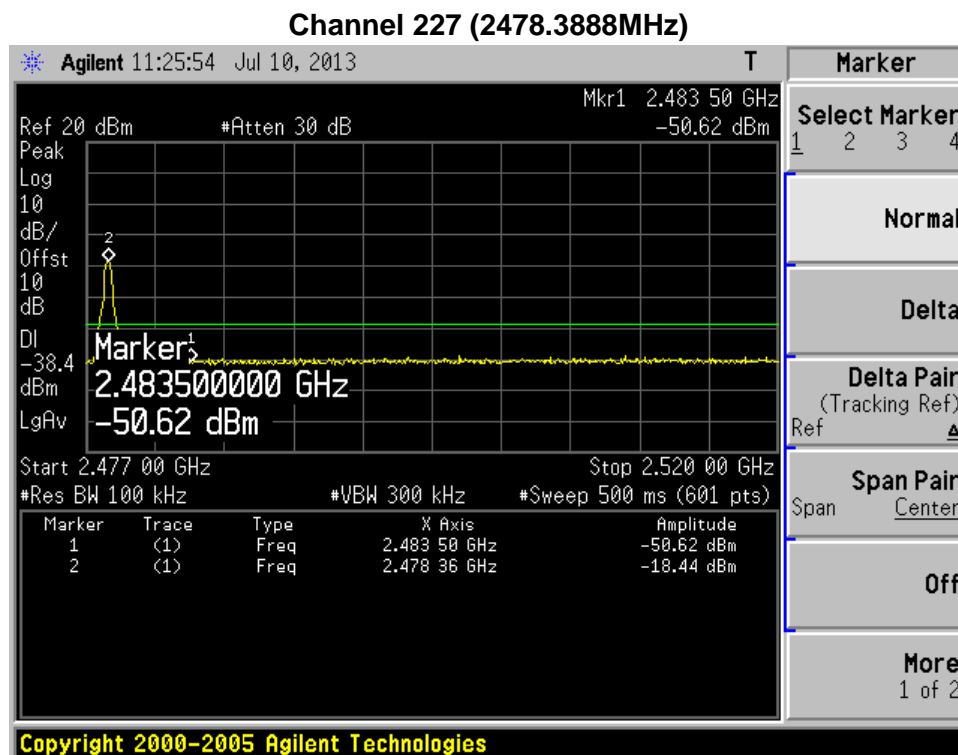 Channel 227 (2478.3888MHz)
Agilent 11:25:54 Jul 10, 2013 T
Mkr1 2.483 50 GHz
Ref 20 dBm #Atten 30 dB -50.62 dBm
Peak
Log
10
dB/
Offst
10
dB
DI
-38.4
dBm
LgAv
2
1
Marker
2.483500000 GHz
-50.62 dBm
Start 2.477 00 GHz Stop 2.520 00 GHz
#Res BW 100 kHz #VBW 300 kHz #Sweep 500 ms (601 pts)
Marker Trace Type X Axis Amplitude
1 (1) Freq 2.483 50 GHz -50.62 dBm
2 (1) Freq 2.478 36 GHz -18.44 dBm
Marker
Select Marker
1 2 3 4
Normal
Delta
Delta Pair
(Tracking Ref)
Ref Δ
Span Pair
Span Center
Off
More
1 of 2
Copyright 2000-2005 Agilent Technologies